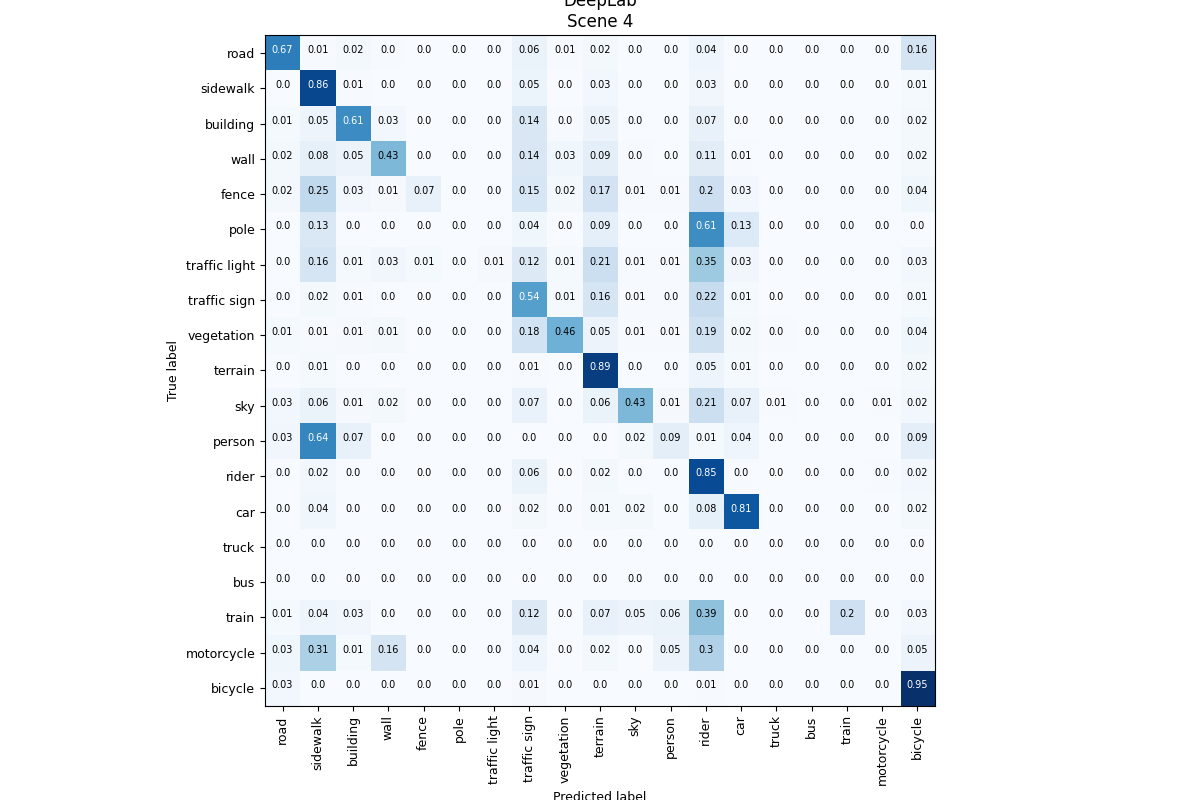 DeepLab
Scene 4
road 0.67 0.01 0.02 0.0 0.0 0.0 0.0 0.06 0.01 0.02 0.0 0.0 0.04 0.0 0.0 0.0 0.0 0.0 0.16
sidewalk 0.0 0.86 0.01 0.0 0.0 0.0 0.0 0.05 0.0 0.03 0.0 0.0 0.03 0.0 0.0 0.0 0.0 0.0 0.01
building 0.01 0.05 0.61 0.03 0.0 0.0 0.0 0.14 0.0 0.05 0.0 0.0 0.07 0.0 0.0 0.0 0.0 0.0 0.02
wall 0.02 0.08 0.05 0.43 0.0 0.0 0.0 0.14 0.03 0.09 0.0 0.0 0.11 0.01 0.0 0.0 0.0 0.0 0.02
fence 0.02 0.25 0.03 0.01 0.07 0.0 0.0 0.15 0.02 0.17 0.01 0.01 0.2 0.03 0.0 0.0 0.0 0.0 0.04
pole 0.0 0.13 0.0 0.0 0.0 0.0 0.0 0.04 0.0 0.09 0.0 0.0 0.61 0.13 0.0 0.0 0.0 0.0 0.0
traffic light 0.0 0.16 0.01 0.03 0.01 0.0 0.01 0.12 0.01 0.21 0.01 0.01 0.35 0.03 0.0 0.0 0.0 0.0 0.03
traffic sign 0.0 0.02 0.01 0.0 0.0 0.0 0.0 0.54 0.01 0.16 0.01 0.0 0.22 0.01 0.0 0.0 0.0 0.0 0.01
vegetation 0.01 0.01 0.01 0.01 0.0 0.0 0.0 0.18 0.46 0.05 0.01 0.01 0.19 0.02 0.0 0.0 0.0 0.0 0.04
terrain 0.0 0.01 0.0 0.0 0.0 0.0 0.0 0.01 0.0 0.89 0.0 0.0 0.05 0.01 0.0 0.0 0.0 0.0 0.02
sky 0.03 0.06 0.01 0.02 0.0 0.0 0.0 0.07 0.0 0.06 0.43 0.01 0.21 0.07 0.01 0.0 0.0 0.01 0.02
person 0.03 0.64 0.07 0.0 0.0 0.0 0.0 0.0 0.0 0.0 0.02 0.09 0.01 0.04 0.0 0.0 0.0 0.0 0.09
rider 0.0 0.02 0.0 0.0 0.0 0.0 0.0 0.06 0.0 0.02 0.0 0.0 0.85 0.0 0.0 0.0 0.0 0.0 0.02
car 0.0 0.04 0.0 0.0 0.0 0.0 0.0 0.02 0.0 0.01 0.02 0.0 0.08 0.81 0.0 0.0 0.0 0.0 0.02
truck 0.0 0.0 0.0 0.0 0.0 0.0 0.0 0.0 0.0 0.0 0.0 0.0 0.0 0.0 0.0 0.0 0.0 0.0 0.0
bus 0.0 0.0 0.0 0.0 0.0 0.0 0.0 0.0 0.0 0.0 0.0 0.0 0.0 0.0 0.0 0.0 0.0 0.0 0.0
train 0.01 0.04 0.03 0.0 0.0 0.0 0.0 0.12 0.0 0.07 0.05 0.06 0.39 0.0 0.0 0.0 0.2 0.0 0.03
motorcycle 0.03 0.31 0.01 0.16 0.0 0.0 0.0 0.04 0.0 0.02 0.0 0.05 0.3 0.0 0.0 0.0 0.0 0.0 0.05
bicycle 0.03 0.0 0.0 0.0 0.0 0.0 0.0 0.01 0.0 0.0 0.0 0.0 0.01 0.0 0.0 0.0 0.0 0.0 0.95
True label
road
sidewalk
building
wall
fence
pole
traffic light
traffic sign
vegetation
terrain
sky
person
rider
car
truck
bus
train
motorcycle
bicycle
Predicted label